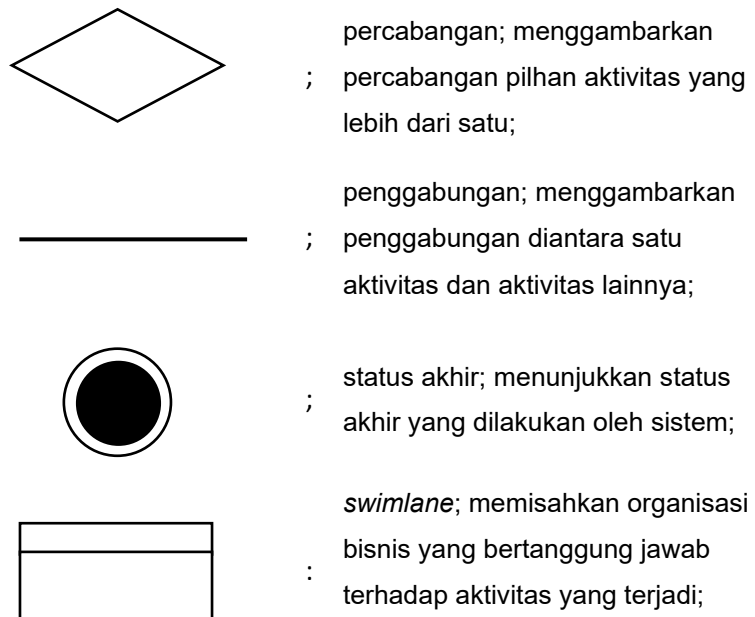 percabangan; menggambarkan
; percabangan pilhan aktivitas yang
lebih dari satu;
penggabungan; menggambarkan
; penggabungan diantara satu
aktivitas dan aktivitas lainnya;
status akhir; menunjukkan status
;
akhir yang dilakukan oleh sistem;
swimlane; memisahkan organisasi
bisnis yang bertanggung jawab
:
terhadap aktivitas yang terjadi;